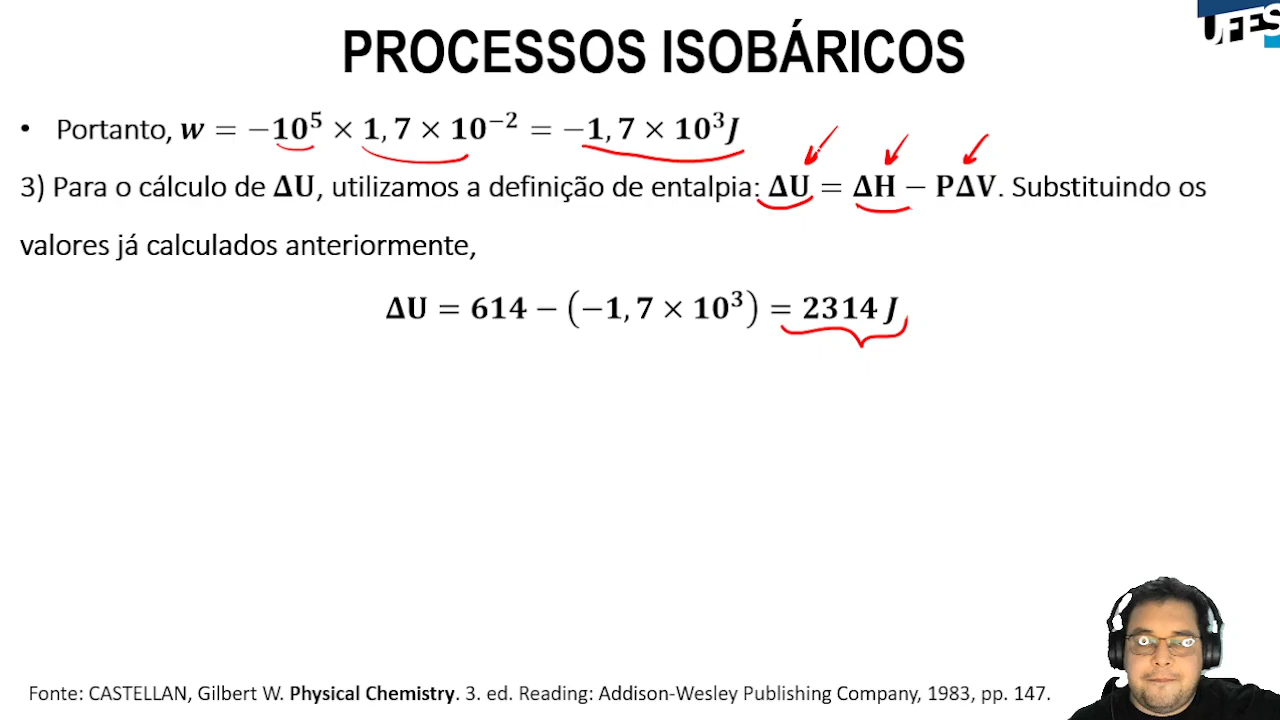 UFES
PROCESSOS ISOBÁRICOS
• Portanto, w = −10⁵ × 1,7 × 10⁻² = −1,7 × 10³J
3) Para o cálculo de ΔU, utilizamos a definição de entalpia: ΔU = ΔH − PΔV. Substituindo os
valores já calculados anteriormente,
ΔU = 614 − (−1,7 × 10³) = 2314 J
Fonte: CASTELLAN, Gilbert W. Physical Chemistry. 3. ed. Reading: Addison-Wesley Publishing Company, 1983, pp. 147.